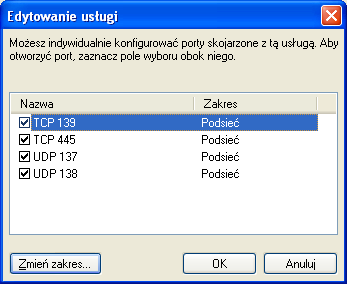 Edytowanie usługi
Możesz indywidualnie konfigurować porty skojarzone z tą usługą. Aby
otworzyć port, zaznacz pole wyboru obok niego.
Nazwa Zakres
TCP 139 Podsieć
TCP 445 Podsieć
UDP 137 Podsieć
UDP 138 Podsieć
Zmień zakres... OK Anuluj